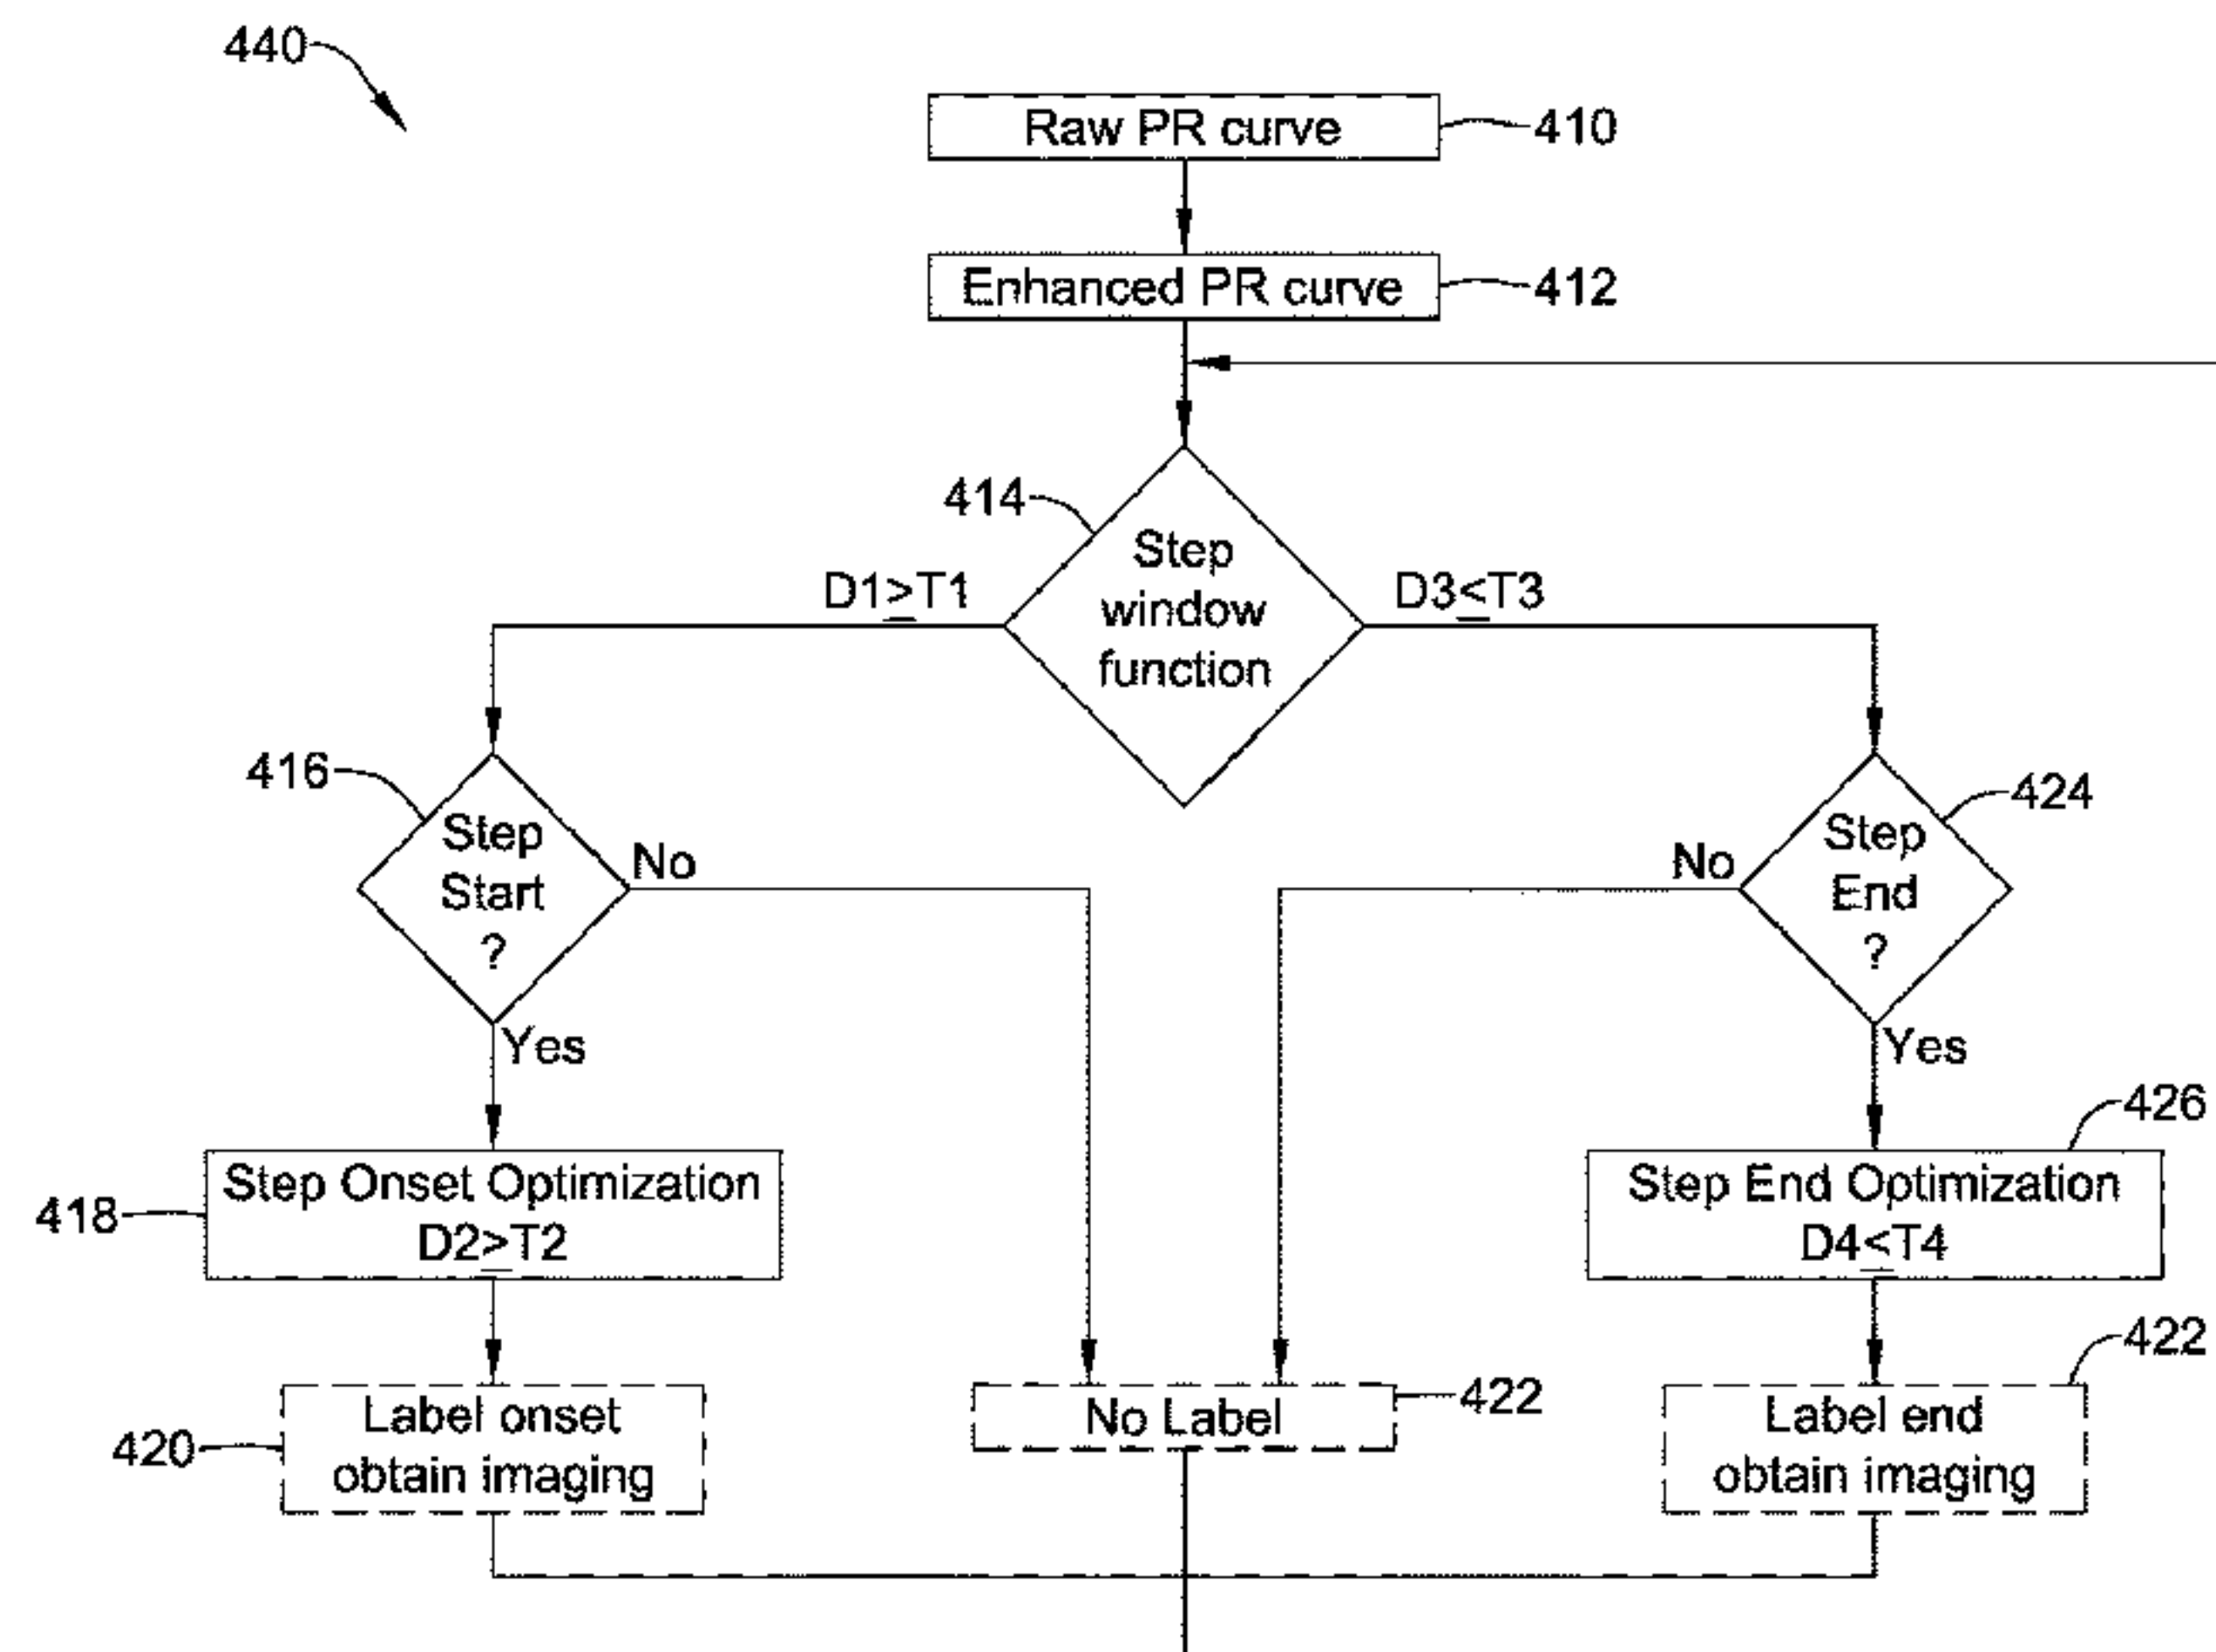 440
Raw PR curve
410
Enhanced PR curve
412
414
Step
window
function
D1≥T1
D3≤T3
416
Step
Start
?
No
Yes
No
Step
End
?
424
Yes
418
Step Onset Optimization
D2≥T2
Step End Optimization
D4≤T4
426
420
Label onset
obtain imaging
No Label
422
Label end
obtain imaging
422